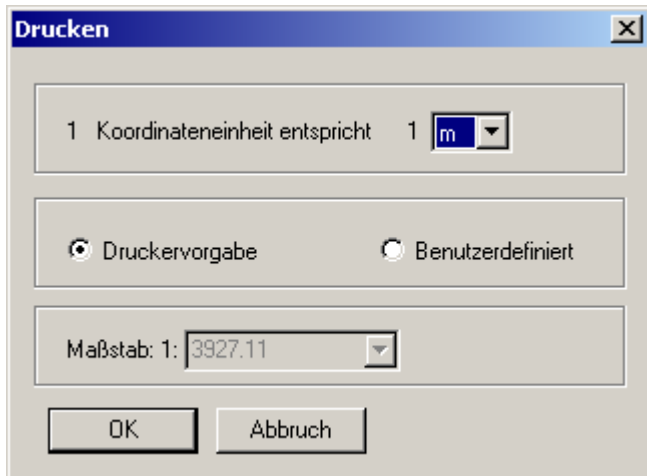 Drucken
1 Koordinateneinheit entspricht 1 m
Druckervorgabe Benutzerdefiniert
Maßstab: 1: 3927.11
OK Abbruch